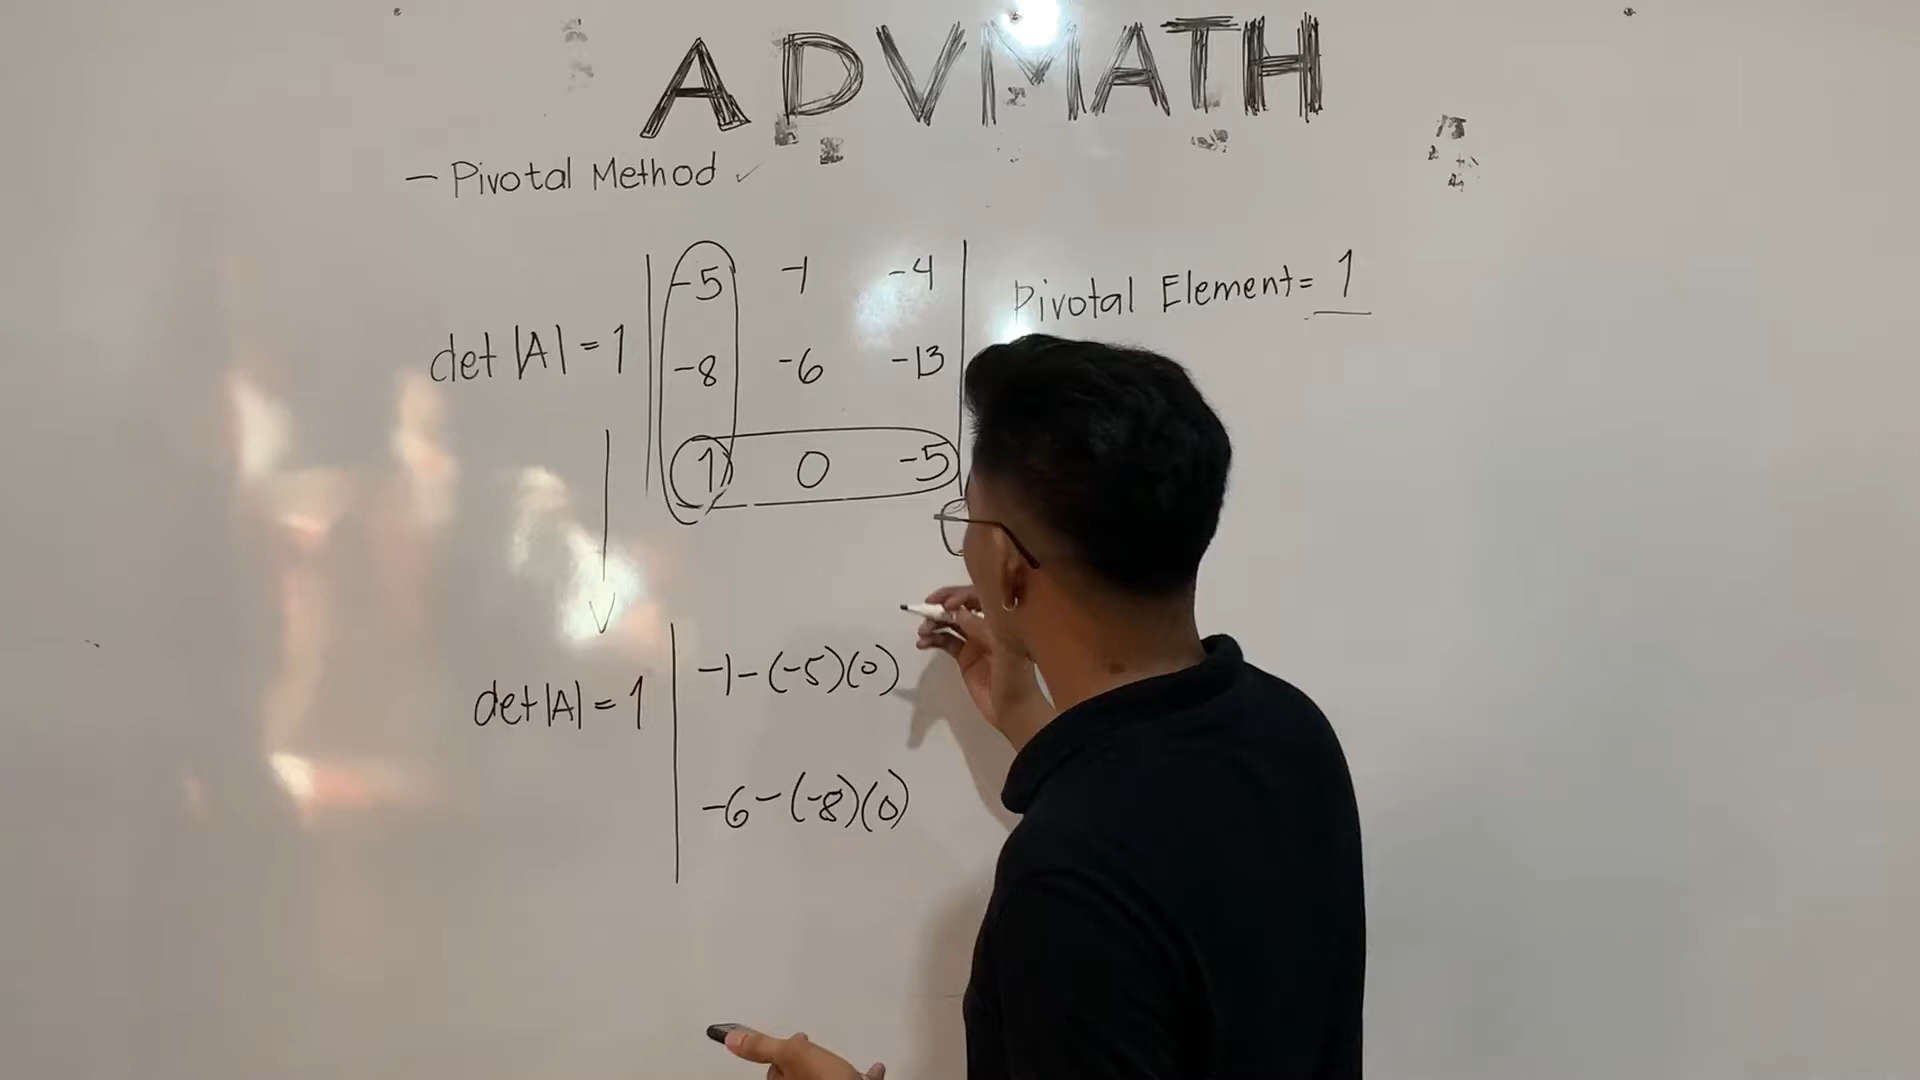 ADVMATH
- Pivotal Method ✓
-5 -1 -4
Pivotal Element= 1
det |A| = 1
-8 -6 -13
1 0 -5
det |A| = 1
-1-(-5)(0)
-6-(-8)(0)